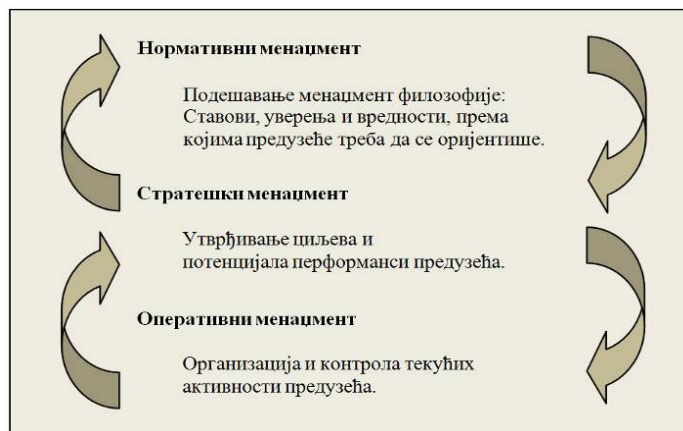 Нормативни менаџмент
Подешавање менаџмент филозофије:
Ставови, уверења и вредности, према
којима предузеће треба да се оријентише.
Стратешки менаџмент
Утврђивање циљева и
потенцијала перформанси предузећа.
Оперативни менаџмент
Организација и контрола текућих
активности предузећа.